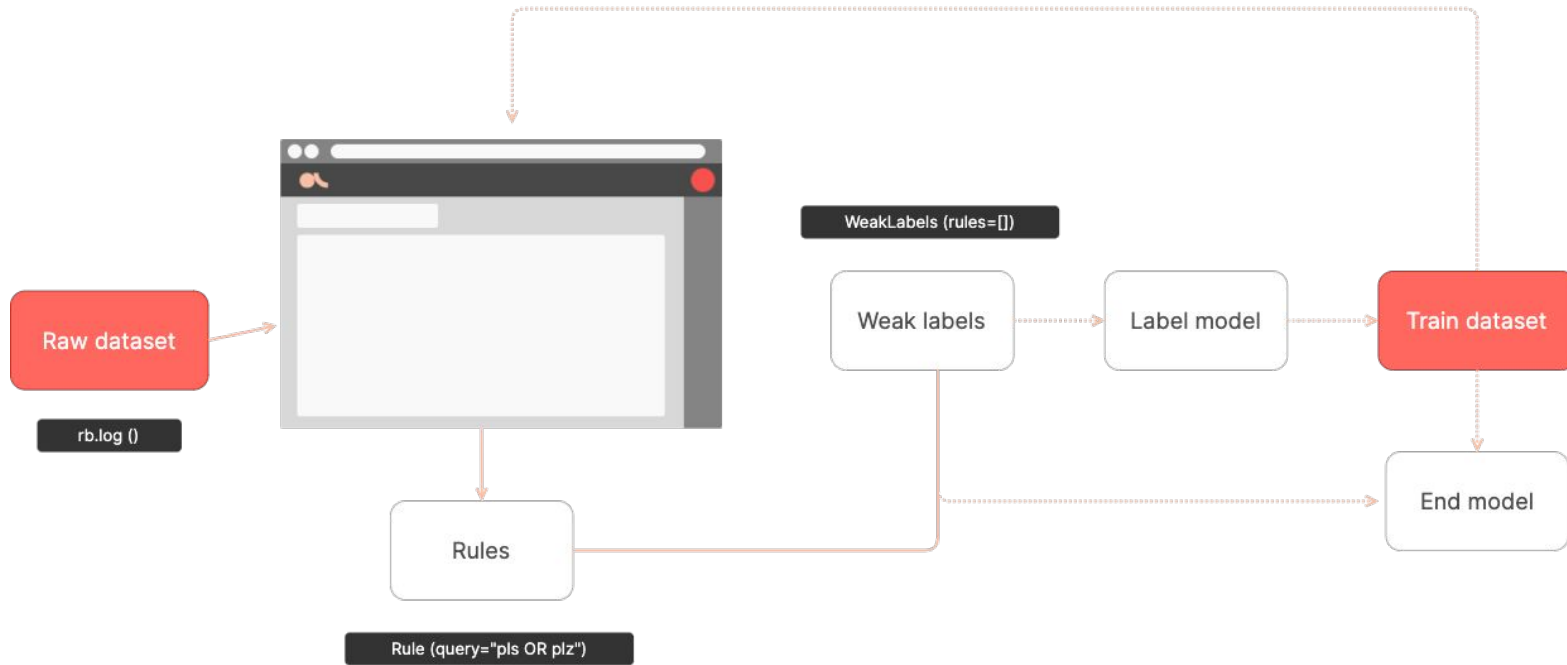 WeakLabels (rules=[])
Raw dataset
Weak labels
Label model
Train dataset
rb.log ()
End model
Rules
Rule (query="pls OR plz")